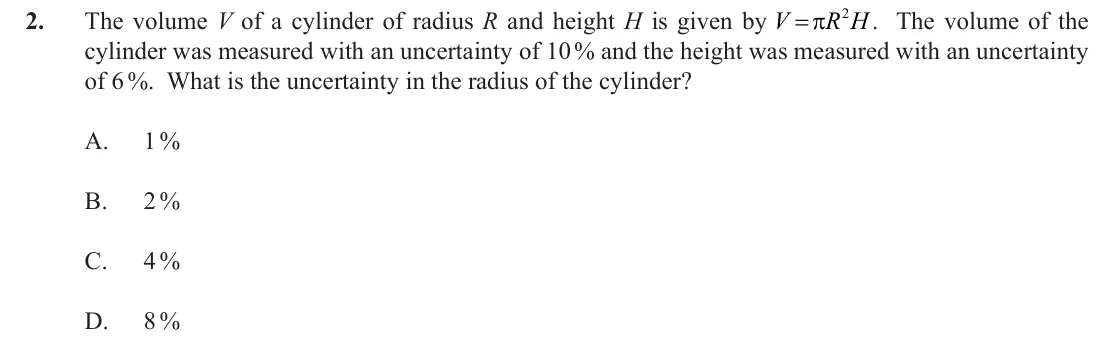 2. The volume V of a cylinder of radius R and height H is given by V=πR²H. The volume of the
cylinder was measured with an uncertainty of 10% and the height was measured with an uncertainty
of 6%. What is the uncertainty in the radius of the cylinder?
A. 1%
B. 2%
C. 4%
D. 8%